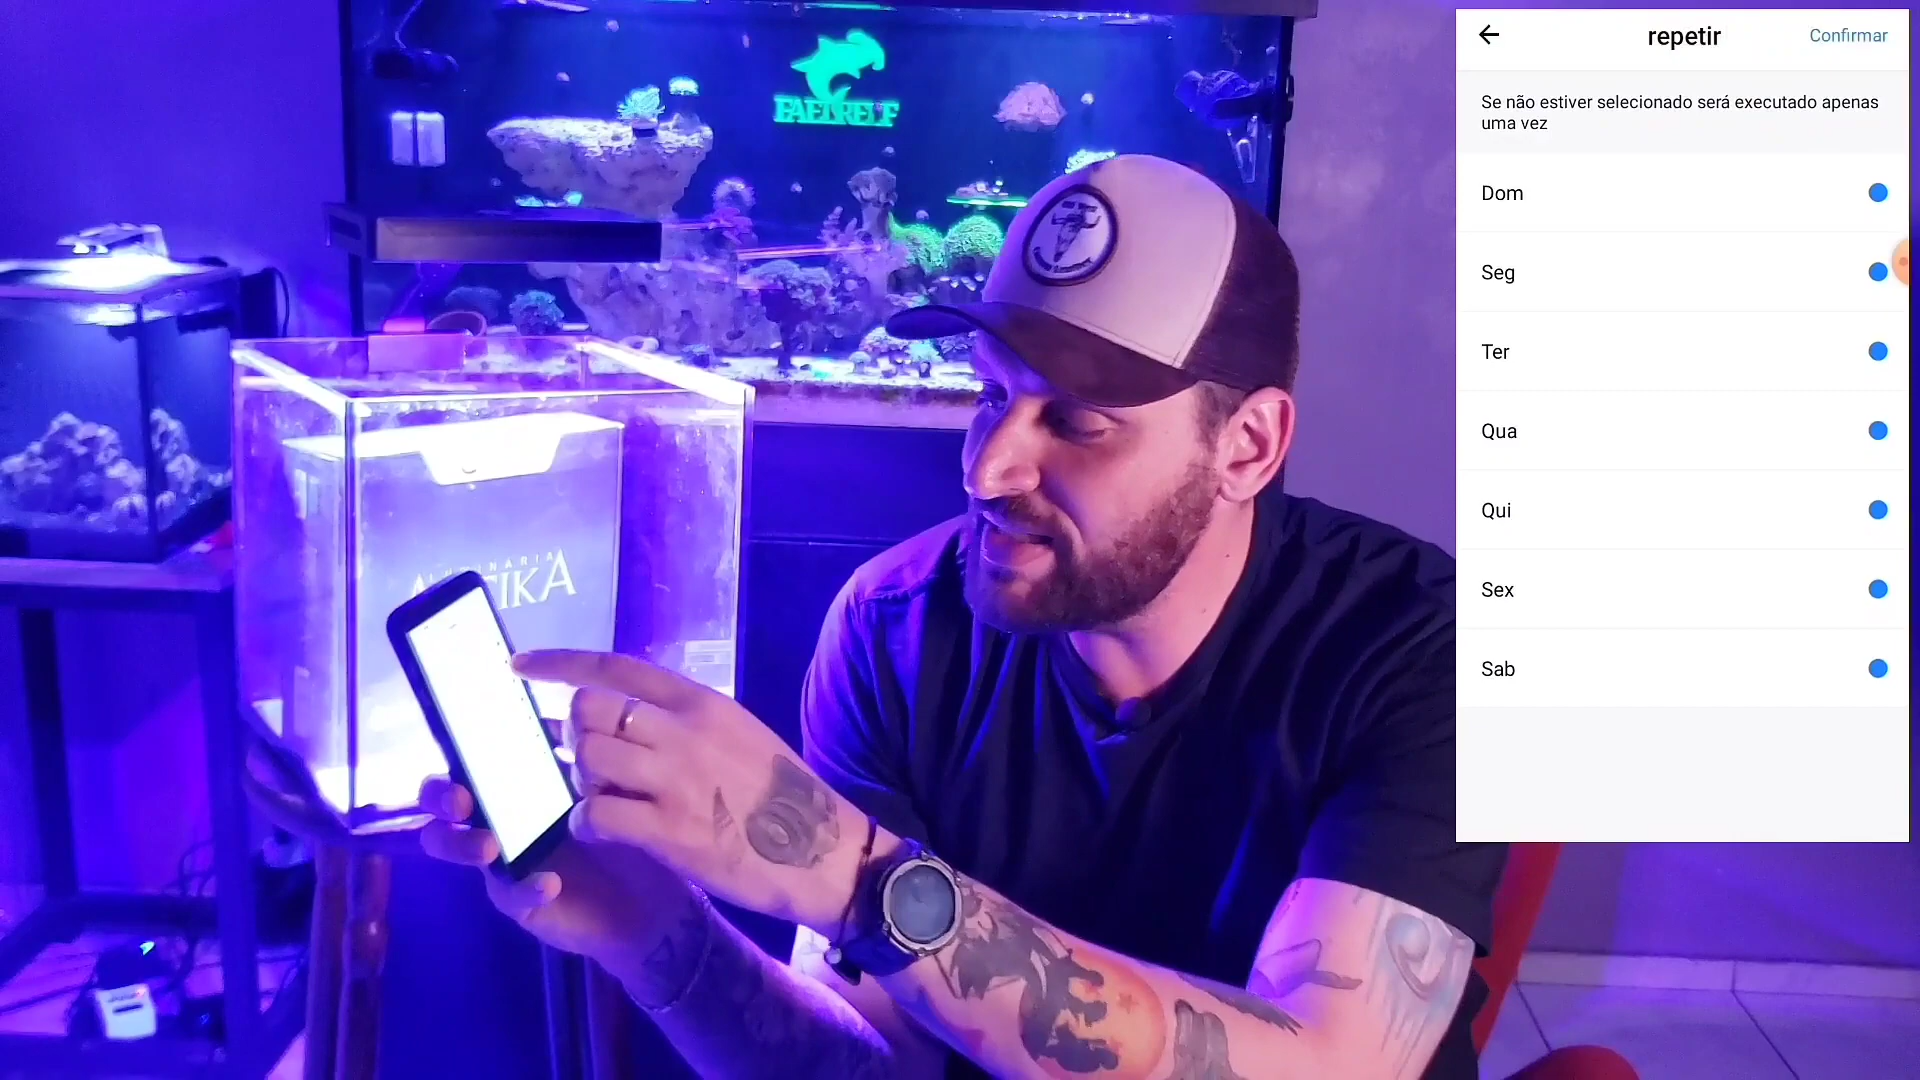 FAELREEF
repetir
Confirmar
Se não estiver selecionado será executado apenas
uma vez
Dom
Seg
Ter
Qua
Qui
Sex
Sab
LUMINÁRIA